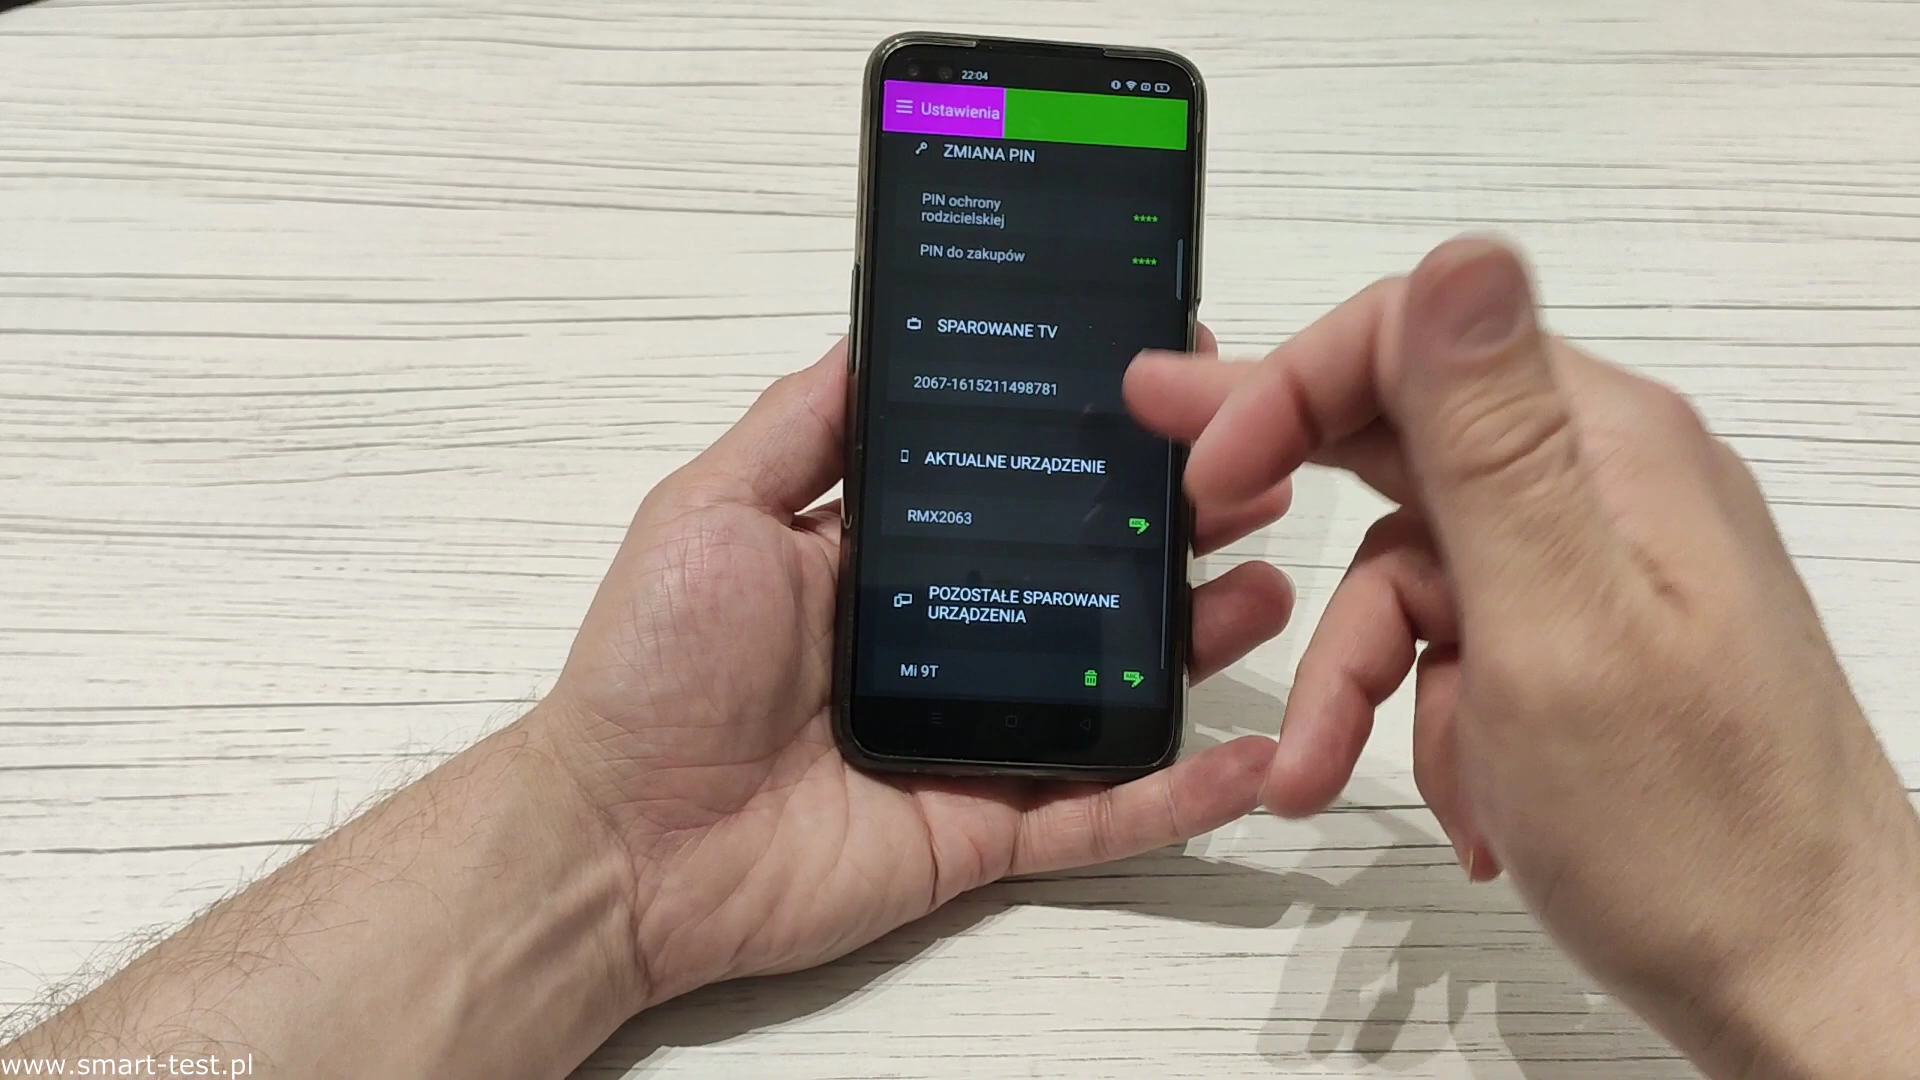 22:04
Ustawienia
ZMIANA PIN
PIN ochrony
rodzicielskiej
****
PIN do zakupów
****
SPAROWANE TV
2067-1615211498781
AKTUALNE URZĄDZENIE
RMX2063
POZOSTAŁE SPAROWANE
URZĄDZENIA
Mi 9T
www.smart-test.pl